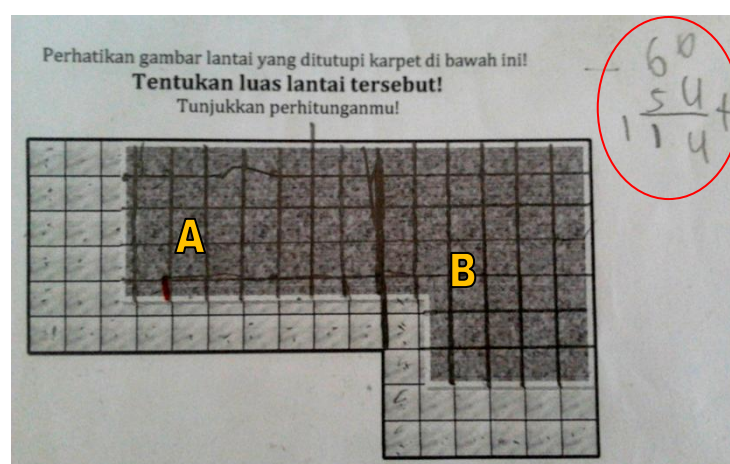 Perhatikan gambar lantai yang ditutupi karpet di bawah ini!
Tentukan luas lantai tersebut!
Tunjukkan perhitunganmu!
60
54 +
114
A
B